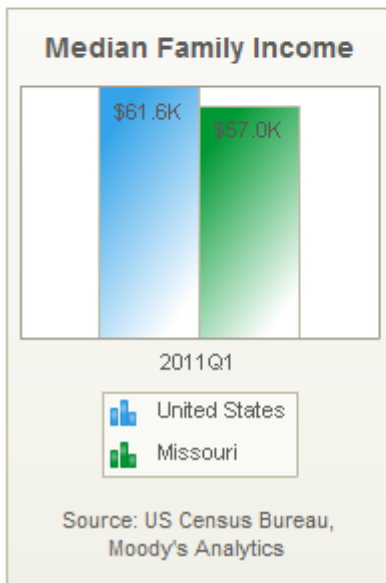 Median Family Income
$61.6K
$57.0K
2011Q1
United States
Missouri
Source: US Census Bureau,
Moody's Analytics